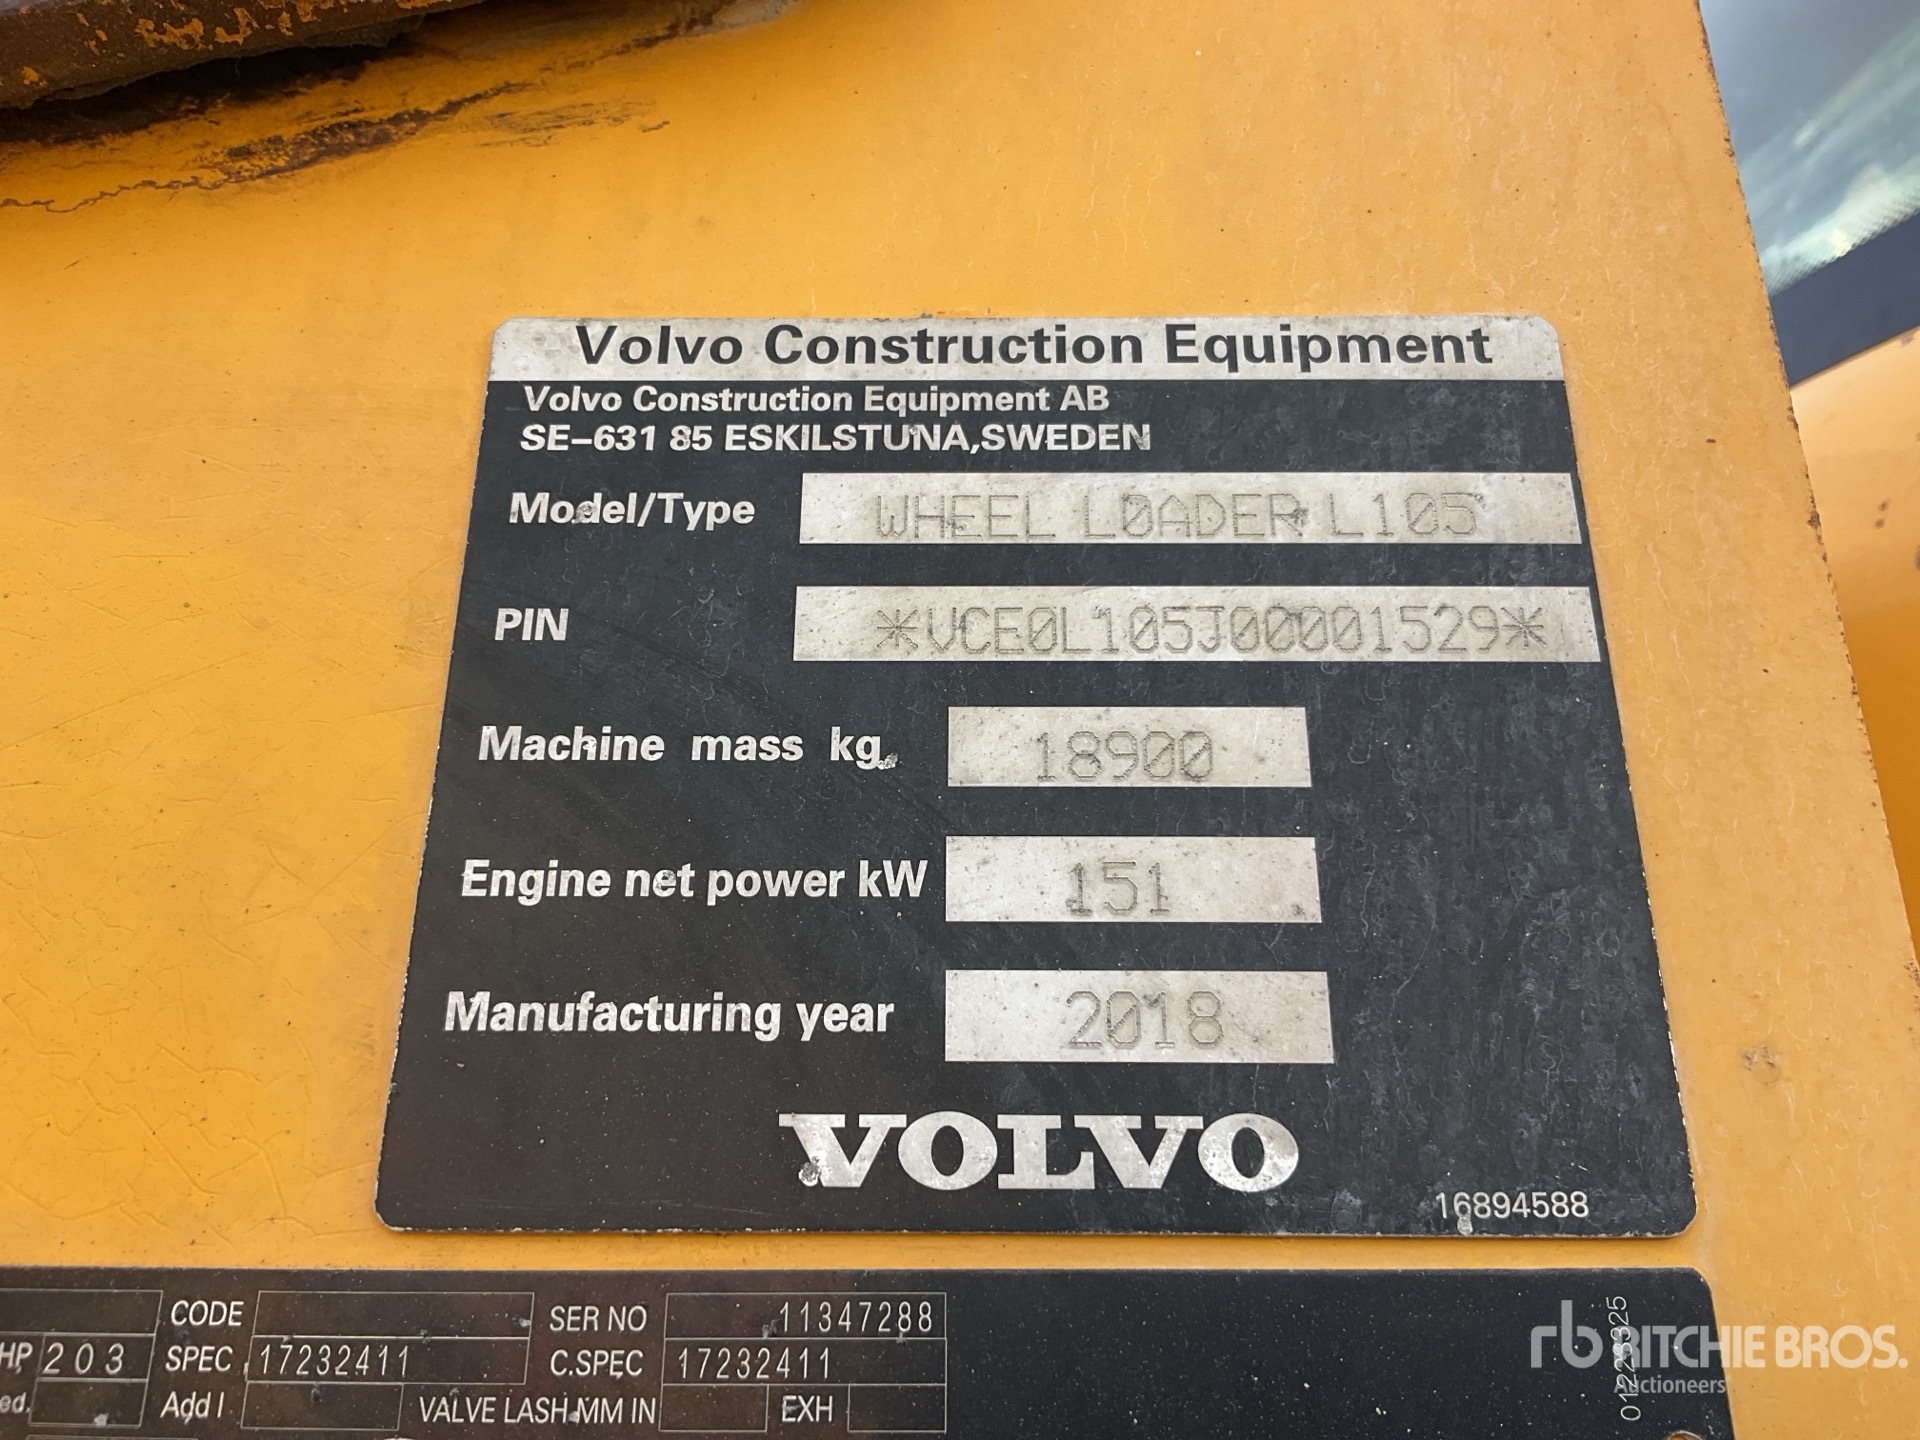 Volvo Construction Equipment
Volvo Construction Equipment AB
SE-631 85 ESKILSTUNA,SWEDEN
Model/Type WHEEL LOADER L105
PIN *VCE0L105J00001529*
Machine mass kg 18900
Engine net power kW 151
Manufacturing year 2018
VOLVO
16894588
CODE SER NO 11347288
HP 203 SPEC 17232411 C.SPEC 17232411
Add I VALVE LASH.MM IN EXH
rb RITCHIE BROS.
Auctioneers